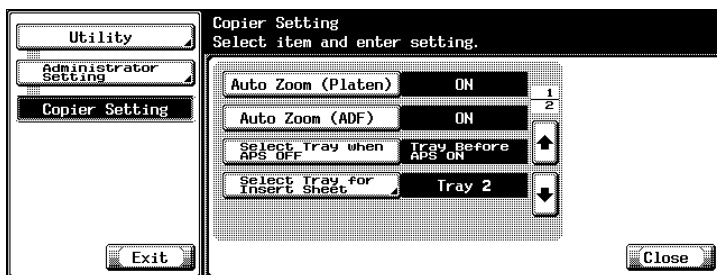 Utility
Administrator
Setting
Copier Setting
Exit
Copier Setting
Select item and enter setting.
Auto Zoom (Platen)
ON
Auto Zoom (ADF)
ON
Select Tray when
APS OFF
Tray Before
APS ON
Select Tray for
Insert Sheet
Tray 2
1
2
Close